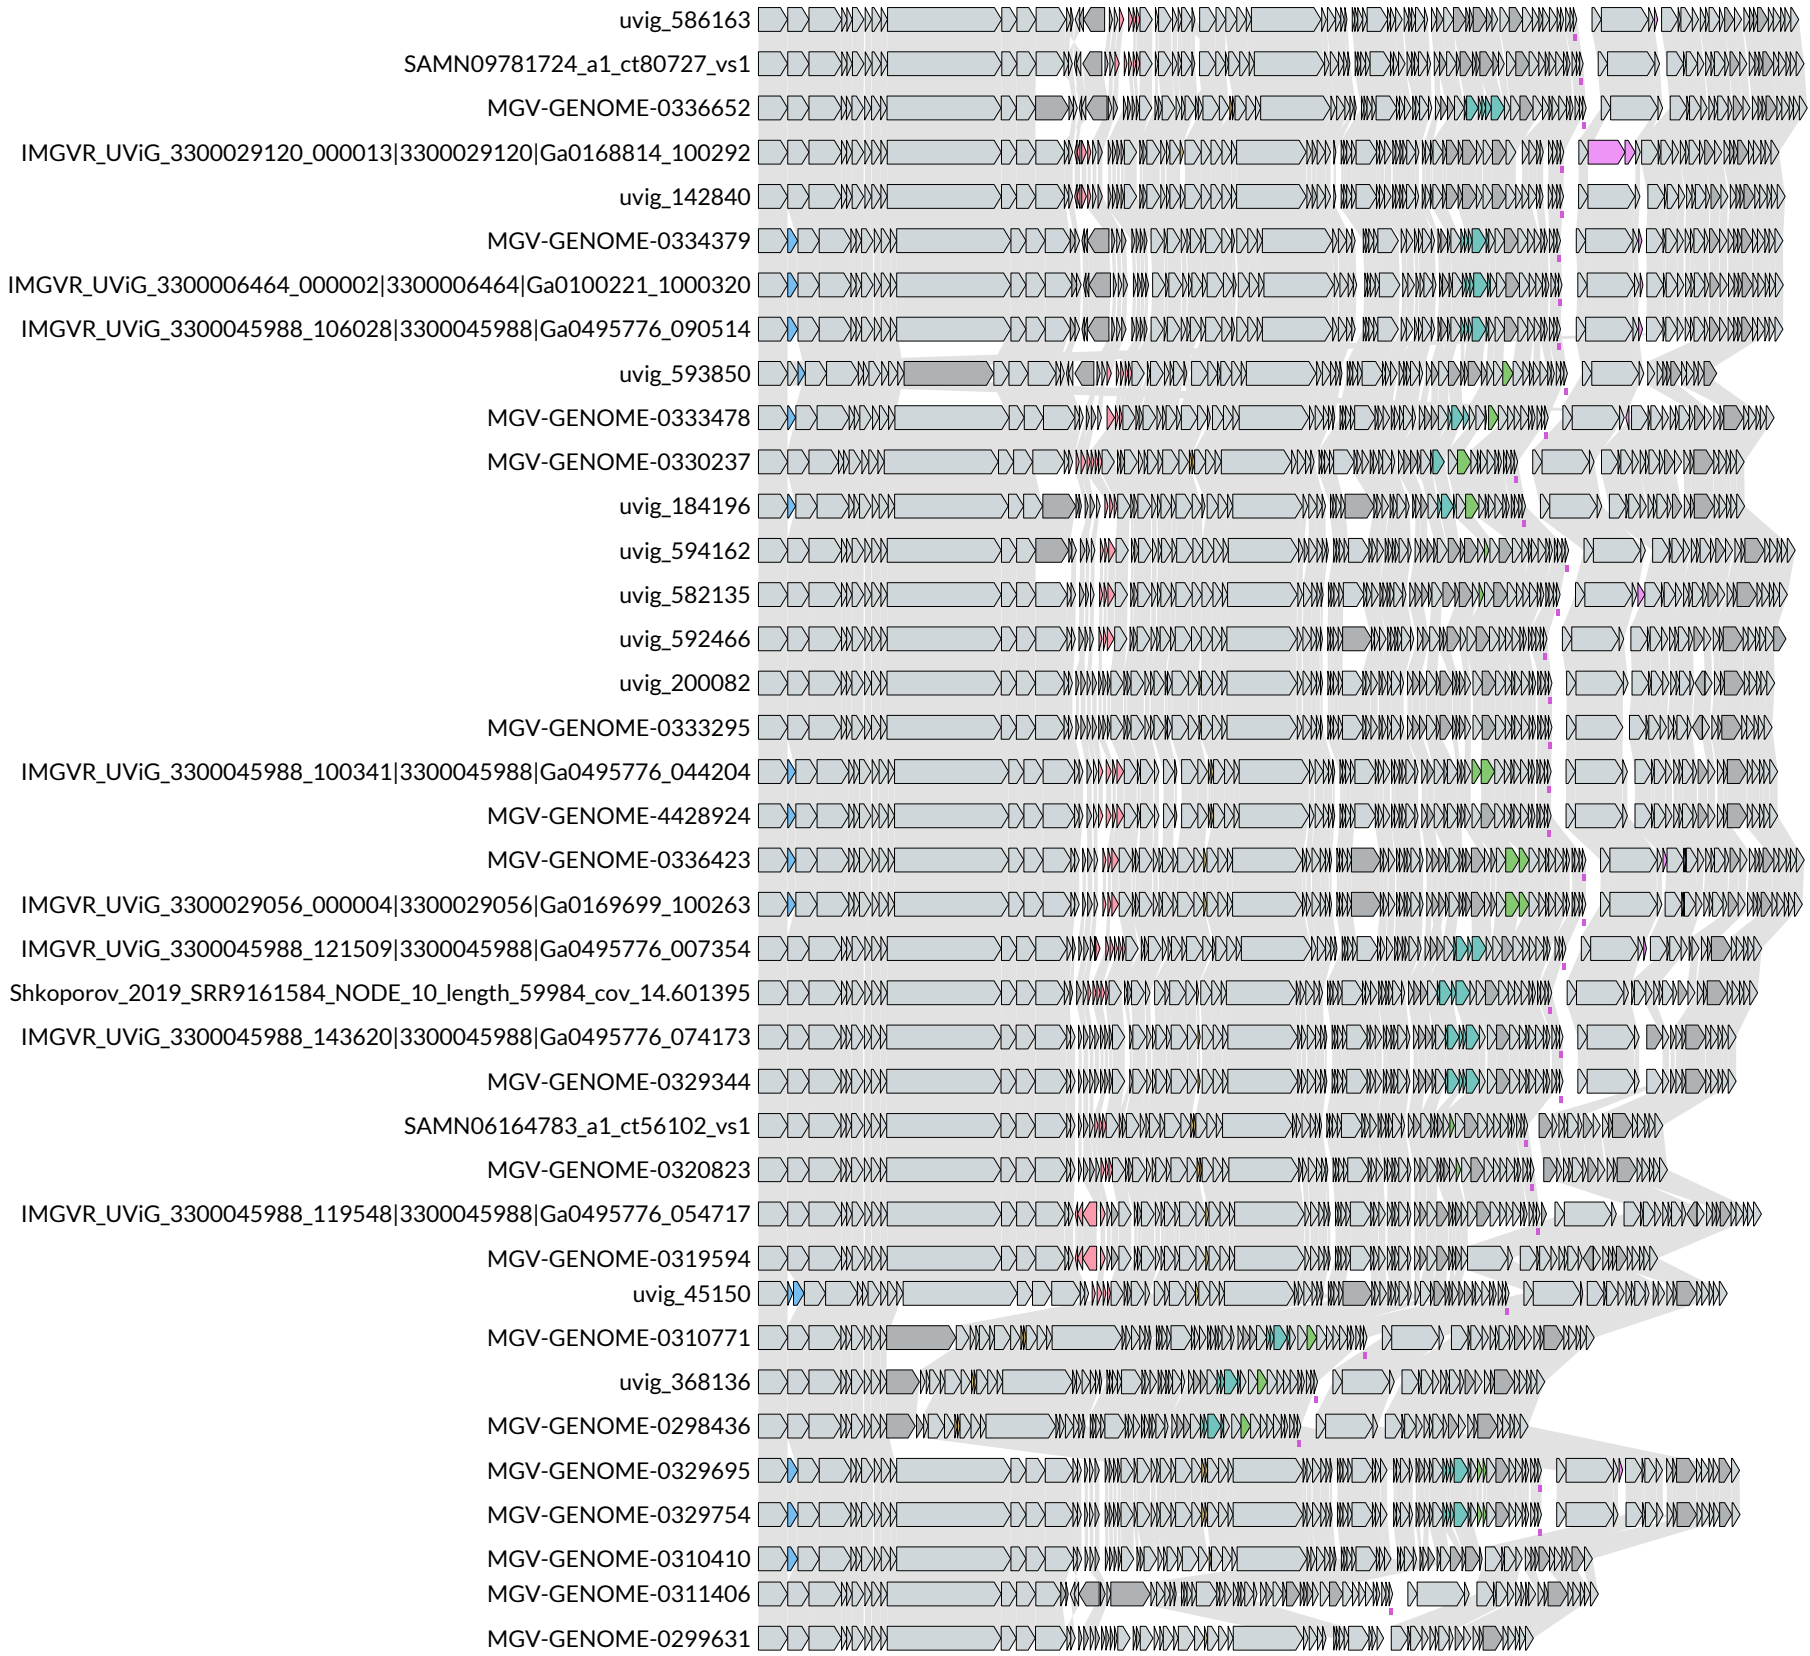 uvig_586163
SAMN09781724_a1_ct80727_vs1
MGV-GENOME-0336652
IMGVR_UViG_3300029120_000013|3300029120|Ga0168814_100292
uvig_142840
MGV-GENOME-0334379
IMGVR_UViG_3300006464_000002|3300006464|Ga0100221_1000320
IMGVR_UViG_3300045988_106028|3300045988|Ga0495776_090514
uvig_593850
MGV-GENOME-0333478
MGV-GENOME-0330237
uvig_184196
uvig_594162
uvig_582135
uvig_592466
uvig_200082
MGV-GENOME-0333295
IMGVR_UViG_3300045988_100341|3300045988|Ga0495776_044204
MGV-GENOME-4428924
MGV-GENOME-0336423
IMGVR_UViG_3300029056_000004|3300029056|Ga0169699_100263
IMGVR_UViG_3300045988_121509|3300045988|Ga0495776_007354
Shkoporov_2019_SRR9161584_NODE_10_length_59984_cov_14.601395
IMGVR_UViG_3300045988_143620|3300045988|Ga0495776_074173
MGV-GENOME-0329344
SAMN06164783_a1_ct56102_vs1
MGV-GENOME-0320823
IMGVR_UViG_3300045988_119548|3300045988|Ga0495776_054717
MGV-GENOME-0319594
uvig_45150
MGV-GENOME-0310771
uvig_368136
MGV-GENOME-0298436
MGV-GENOME-0329695
MGV-GENOME-0329754
MGV-GENOME-0310410
MGV-GENOME-0311406
MGV-GENOME-0299631